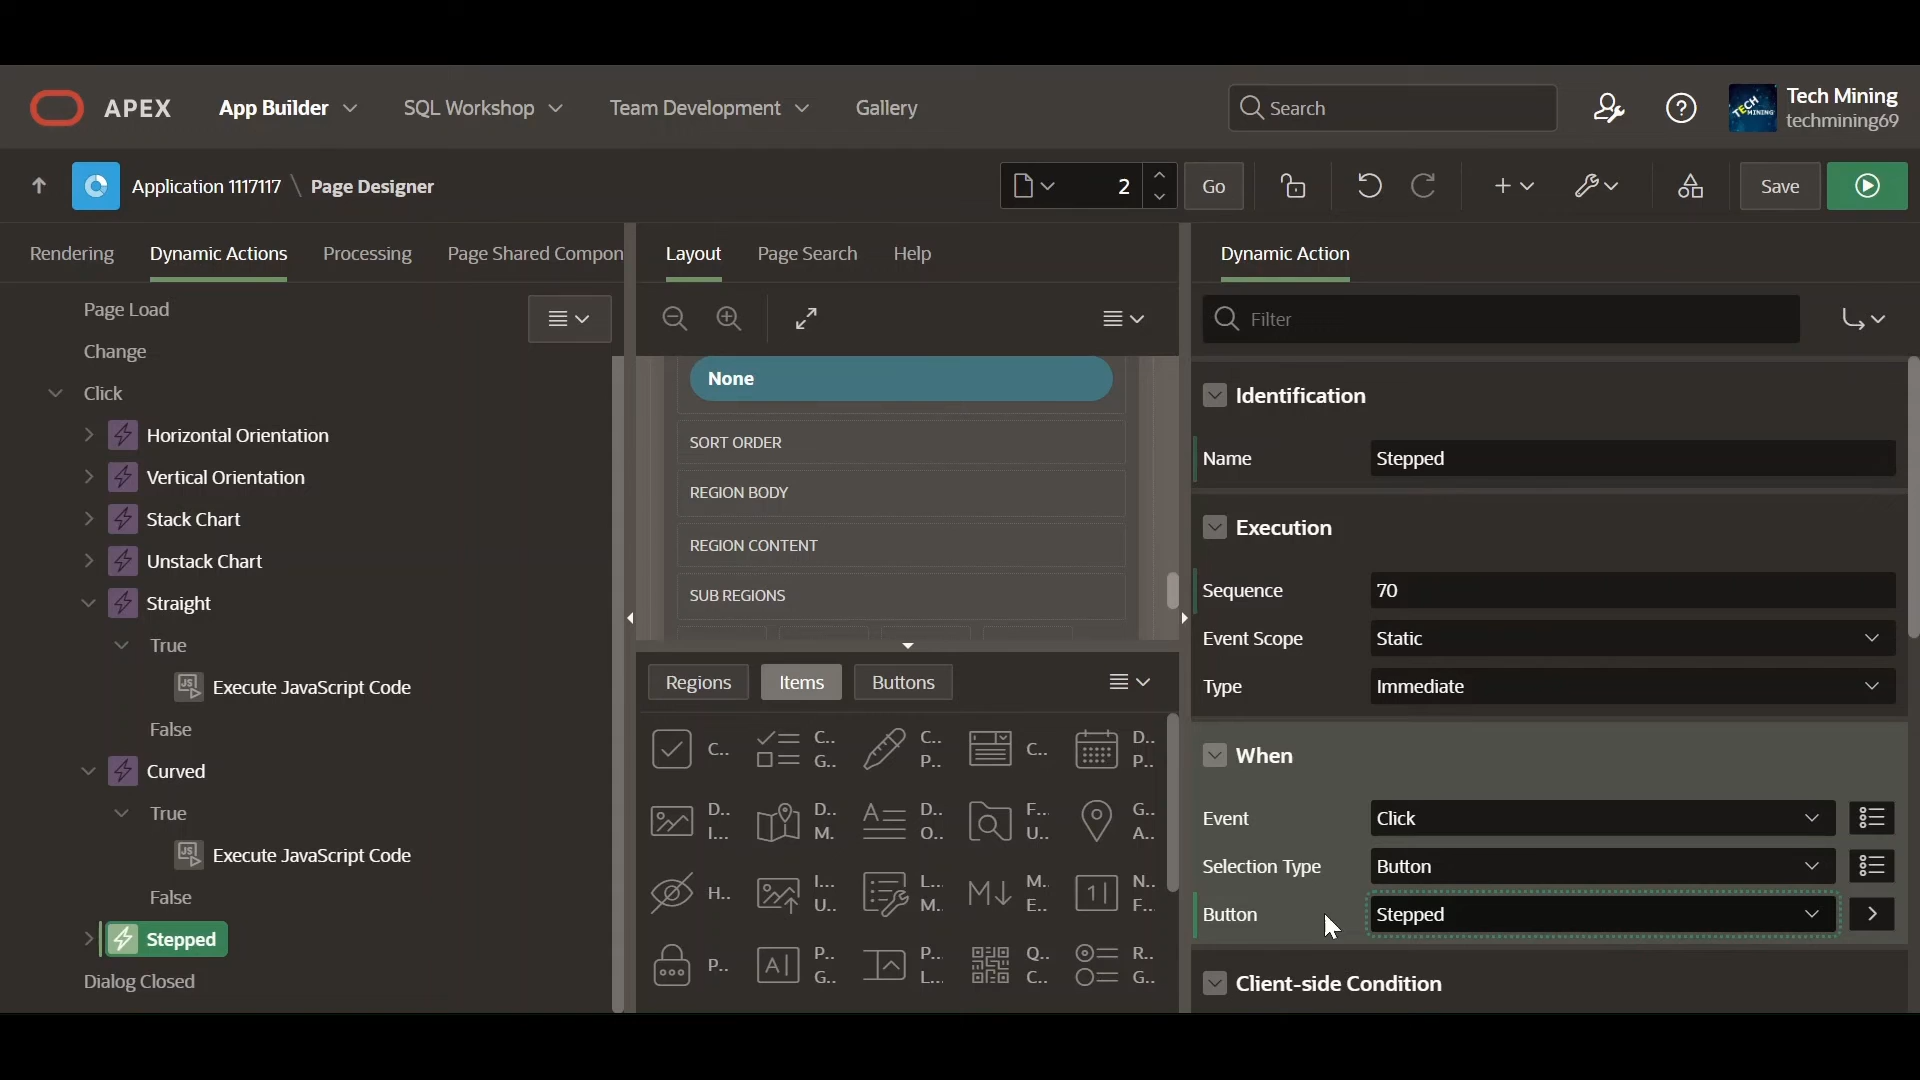 APEX
App Builder
SQL Workshop
Team Development
Gallery
Search
Tech Mining
techmining69
Application 1117117 \ Page Designer
2
Go
Save
Rendering
Dynamic Actions
Processing
Page Shared Compon
Layout
Page Search
Help
Dynamic Action
Page Load
Change
Click
Horizontal Orientation
Vertical Orientation
Stack Chart
Unstack Chart
Straight
True
JS
Execute JavaScript Code
False
Curved
True
JS
Execute JavaScript Code
False
Stepped
Dialog Closed
None
SORT ORDER
REGION BODY
REGION CONTENT
SUB REGIONS
Regions
Items
Buttons
C..
C..
G..
C..
P..
C..
D..
P..
D..
I...
D..
M.
D..
O..
F...
U..
G..
A..
H..
I...
U..
L...
M.
M.
E..
N..
F...
P..
P..
G..
P..
L...
Q..
C..
R..
G..
Filter
Identification
Name
Stepped
Execution
Sequence
70
Event Scope
Static
Type
Immediate
When
Event
Click
Selection Type
Button
Button
Stepped
Client-side Condition